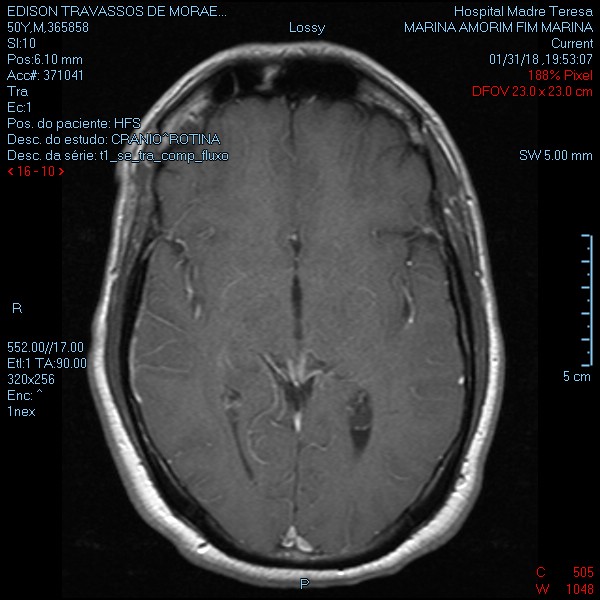 EDISON TRAVASSOS DE MORAE...
50Y,M,365858
Sl:10
Pos:6.10 mm
Acc#: 371041
Tra
Ec:1
Pos. do paciente: HFS
Desc. do estudo: CRANIO^ROTINA
Desc. da série: t1_se_tra_comp_fluxo
< 16 - 10 >
Lossy
Hospital Madre Teresa
MARINA AMORIM FIM MARINA
Current
01/31/18 ,19:53:07
188% Pixel
DFOV 23.0 x 23.0 cm
SW 5.00 mm
R
5 cm
552.00//17.00
Etl:1 TA:90.00
320x256
Enc: ^
1nex
P
C 505
W 1048